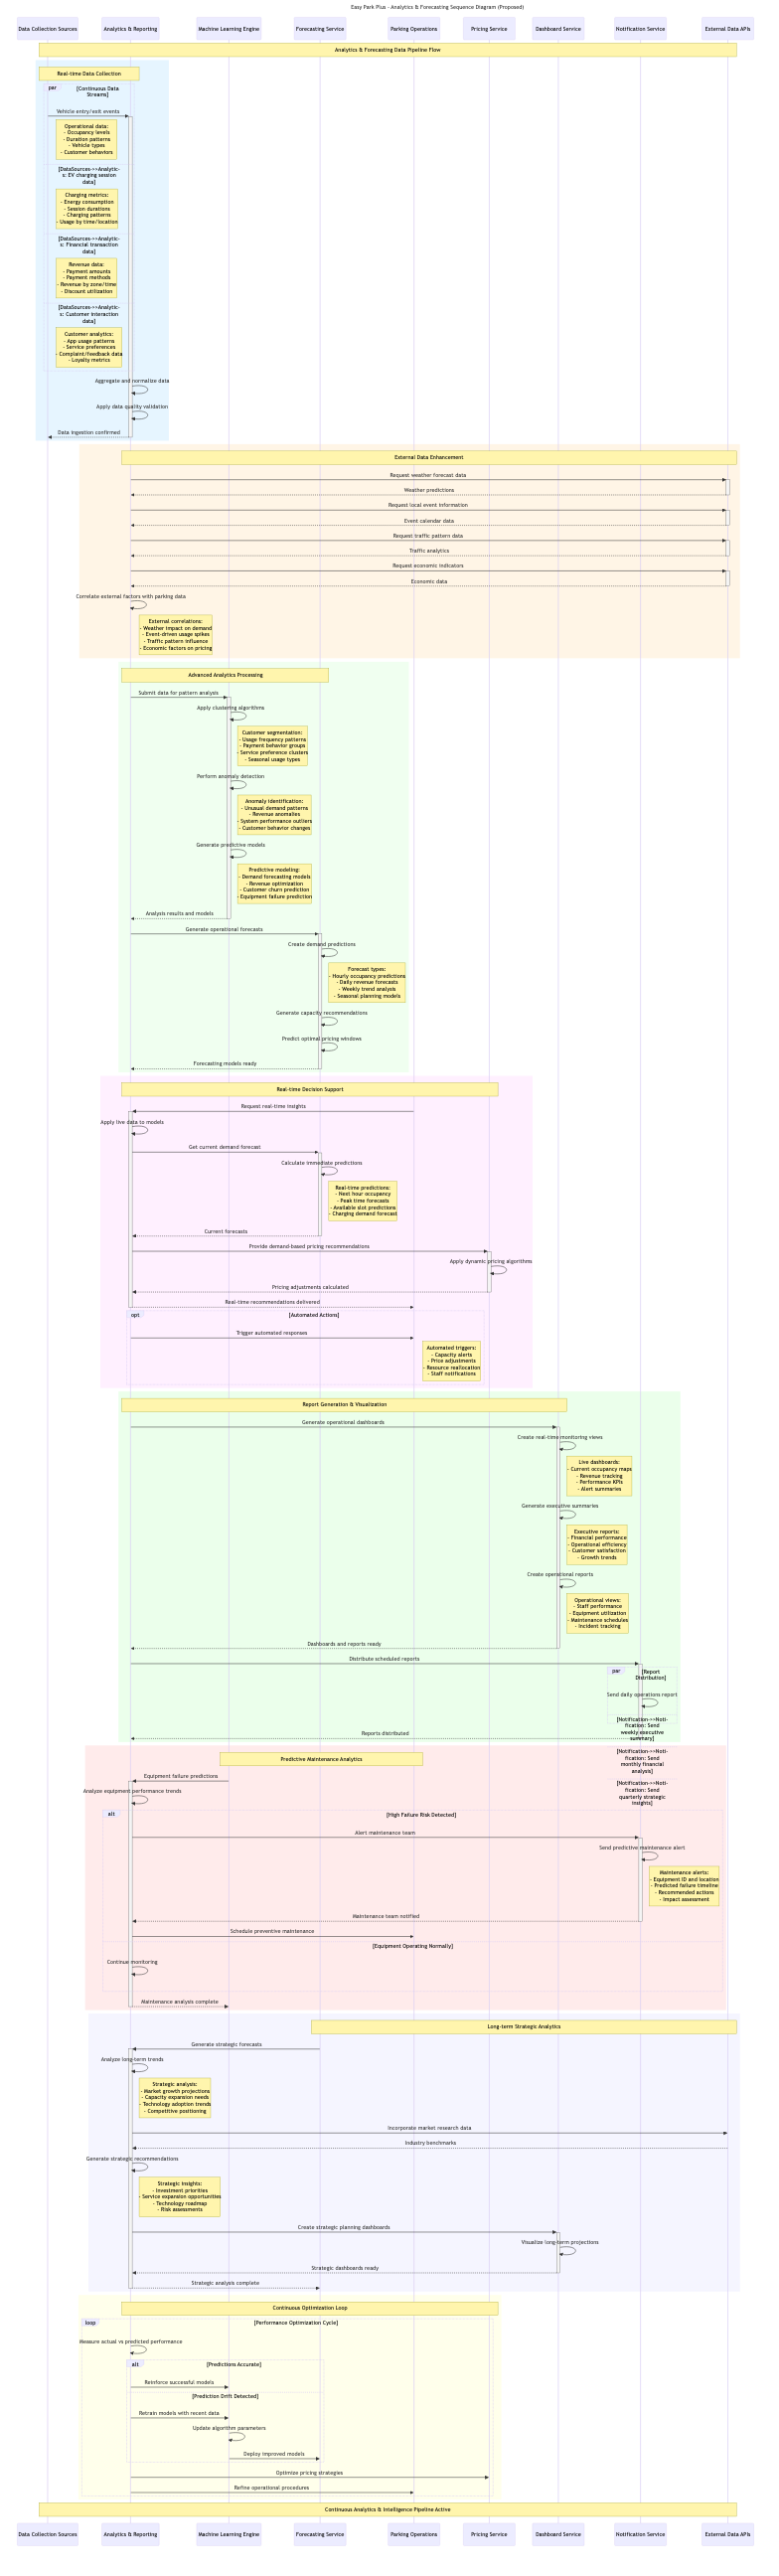 Easy Park Plus - Analytics & Forecasting Sequence Diagram (Proposed)
Data Collection Sources
Analytics & Reporting
Machine Learning Engine
Forecasting Service
Parking Operations
Pricing Service
Dashboard Service
Notification Service
External Data APIs
Analytics & Forecasting Data Pipeline Flow
Real-time Data Collection
par
[Continuous Data
Streams]
Vehicle entry/exit events
Operational data:
- Occupancy levels
- Duration patterns
- Vehicle types
- Customer behaviors
[DataSources->>Analytic-
s: EV charging session
data]
Charging metrics:
- Energy consumption
- Session durations
- Charging patterns
- Usage by time/location
[DataSources->>Analytic-
s: Financial transaction
data]
Revenue data:
- Payment amounts
- Payment methods
- Revenue by zone/time
- Discount utilization
[DataSources->>Analytic-
s: Customer interaction
data]
Customer analytics:
- App usage patterns
- Service preferences
- Complaint/feedback data
- Loyalty metrics
Aggregate and normalize data
Apply data quality validation
Data ingestion confirmed
External Data Enhancement
Request weather forecast data
Weather predictions
Request local event information
Event calendar data
Request traffic pattern data
Traffic analytics
Request economic indicators
Economic data
Correlate external factors with parking data
External correlations:
- Weather impact on demand
- Event-driven usage spikes
- Traffic pattern influence
- Economic factors on pricing
Advanced Analytics Processing
Submit data for pattern analysis
Apply clustering algorithms
Customer segmentation:
- Usage frequency patterns
- Payment behavior groups
- Service preference clusters
- Seasonal usage types
Perform anomaly detection
Anomaly identification:
- Unusual demand patterns
- Revenue anomalies
- System performance outliers
- Customer behavior changes
Generate predictive models
Predictive modeling:
- Demand forecasting models
- Revenue optimization
- Customer churn prediction
- Equipment failure prediction
Analysis results and models
Generate operational forecasts
Create demand predictions
Forecast types:
- Hourly occupancy predictions
- Daily revenue forecasts
- Weekly trend analysis
- Seasonal planning models
Generate capacity recommendations
Predict optimal pricing windows
Forecasting models ready
Real-time Decision Support
Request real-time insights
Apply live data to models
Get current demand forecast
Calculate immediate predictions
Real-time predictions:
- Next hour occupancy
- Peak time forecasts
- Available slot predictions
- Charging demand forecast
Current forecasts
Provide demand-based pricing recommendations
Apply dynamic pricing algorithms
Pricing adjustments calculated
Real-time recommendations delivered
opt
[Automated Actions]
Trigger automated responses
Automated triggers:
- Capacity alerts
- Price adjustments
- Resource reallocation
- Staff notifications
Report Generation & Visualization
Generate operational dashboards
Create real-time monitoring views
Live dashboards:
- Current occupancy maps
- Revenue tracking
- Performance KPIs
- Alert summaries
Generate executive summaries
Executive reports:
- Financial performance
- Operational efficiency
- Customer satisfaction
- Growth trends
Create operational reports
Operational views:
- Staff performance
- Equipment utilization
- Maintenance schedules
- Incident tracking
Dashboards and reports ready
Distribute scheduled reports
par
[Report
Distribution]
Send daily operations report
[Notification->>Noti-
fication: Send
weekly executive
summary]
Reports distributed
[Notification->>Noti-
fication: Send
monthly financial
analysis]
[Notification->>Noti-
fication: Send
quarterly strategic
insights]
Predictive Maintenance Analytics
Equipment failure predictions
Analyze equipment performance trends
alt
[High Failure Risk Detected]
Alert maintenance team
Send predictive maintenance alert
Maintenance alerts:
- Equipment ID and location
- Predicted failure timeline
- Recommended actions
- Impact assessment
Maintenance team notified
Schedule preventive maintenance
[Equipment Operating Normally]
Continue monitoring
Maintenance analysis complete
Long-term Strategic Analytics
Generate strategic forecasts
Analyze long-term trends
Strategic analysis:
- Market growth projections
- Capacity expansion needs
- Technology adoption trends
- Competitive positioning
Incorporate market research data
Industry benchmarks
Generate strategic recommendations
Strategic insights:
- Investment priorities
- Service expansion opportunities
- Technology roadmap
- Risk assessments
Create strategic planning dashboards
Visualize long-term projections
Strategic dashboards ready
Strategic analysis complete
Continuous Optimization Loop
loop
[Performance Optimization Cycle]
Measure actual vs predicted performance
alt
[Predictions Accurate]
Reinforce successful models
[Prediction Drift Detected]
Retrain models with recent data
Update algorithm parameters
Deploy improved models
Optimize pricing strategies
Refine operational procedures
Continuous Analytics & Intelligence Pipeline Active
Data Collection Sources
Analytics & Reporting
Machine Learning Engine
Forecasting Service
Parking Operations
Pricing Service
Dashboard Service
Notification Service
External Data APIs